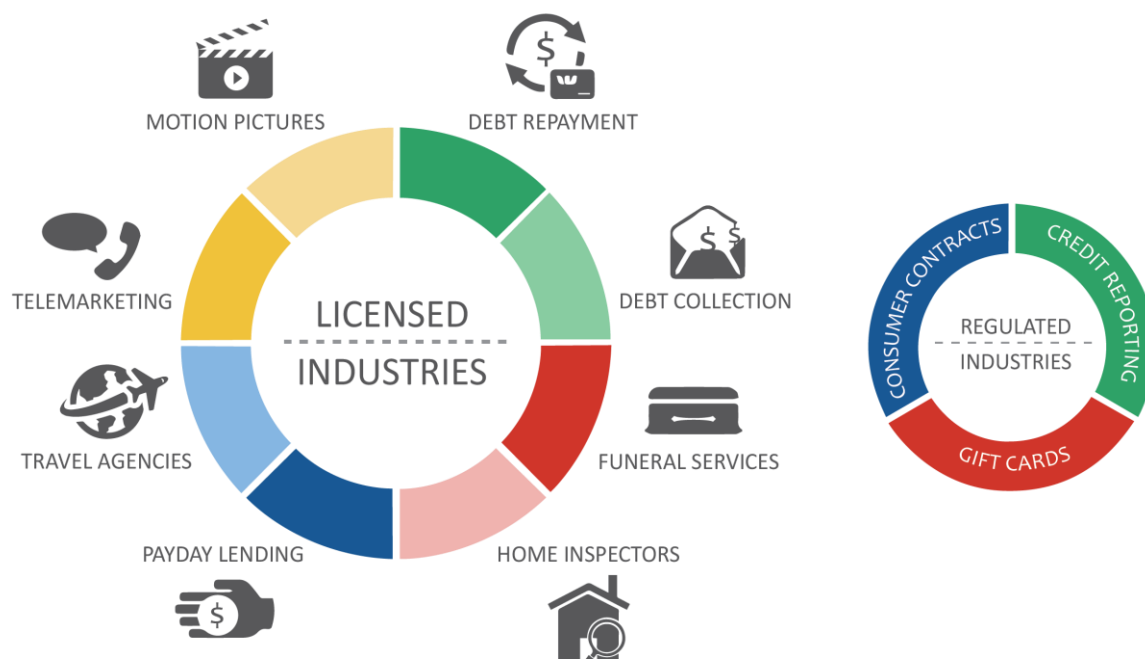 MOTION PICTURES
DEBT REPAYMENT
TELEMARKETING
DEBT COLLECTION
LICENSED
INDUSTRIES
TRAVEL AGENCIES
FUNERAL SERVICES
PAYDAY LENDING
HOME INSPECTORS
$
$
$
$
CONSUMER CONTRACTS
CREDIT REPORTING
REGULATED
INDUSTRIES
GIFT CARDS